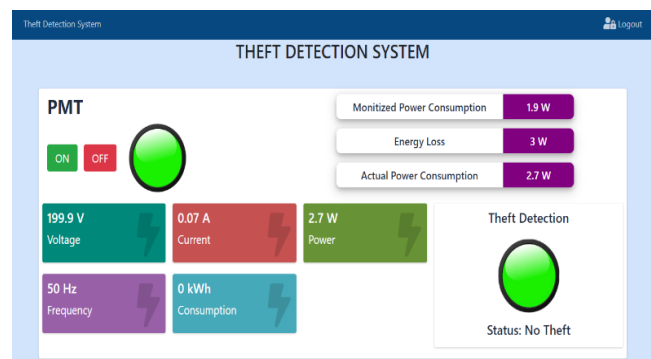 Theft Detection System
Logout
THEFT DETECTION SYSTEM
PMT
Monitized Power Consumption 1.9 W
Energy Loss 3 W
Actual Power Consumption 2.7 W
ON OFF
199.9 V
Voltage
0.07 A
Current
2.7 W
Power
50 Hz
Frequency
0 kWh
Consumption
Theft Detection
Status: No Theft